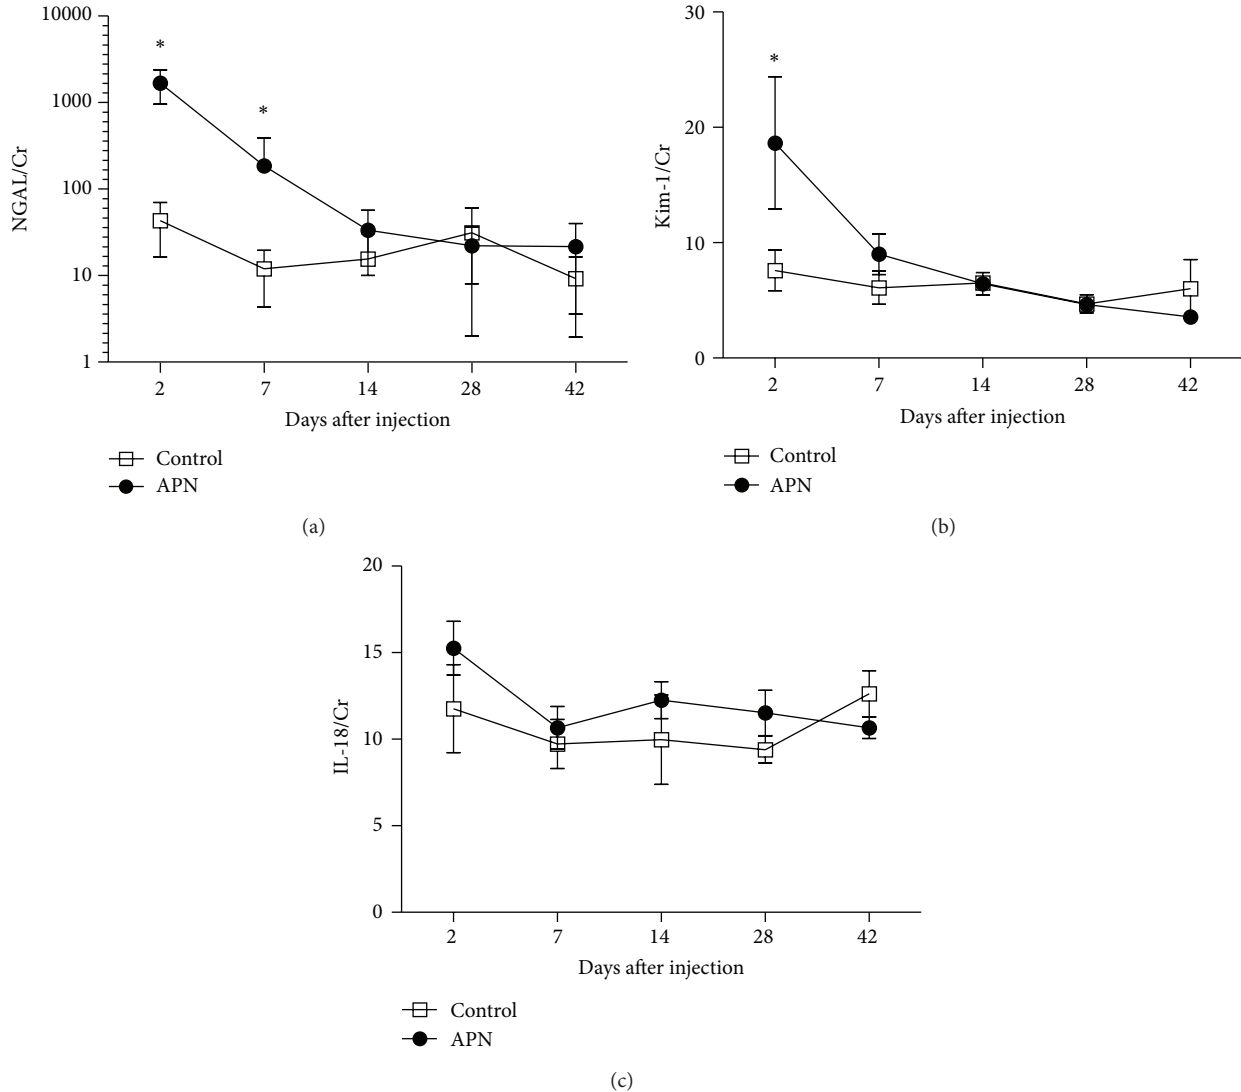 10000
1000
100
10
1
NGAL/Cr
*
*
2 7 14 28 42
Days after injection
Control
APN
(a)
30
20
10
0
Kim-1/Cr
*
2 7 14 28 42
Days after injection
Control
APN
(b)
20
15
10
5
0
IL-18/Cr
2 7 14 28 42
Days after injection
Control
APN
(c)